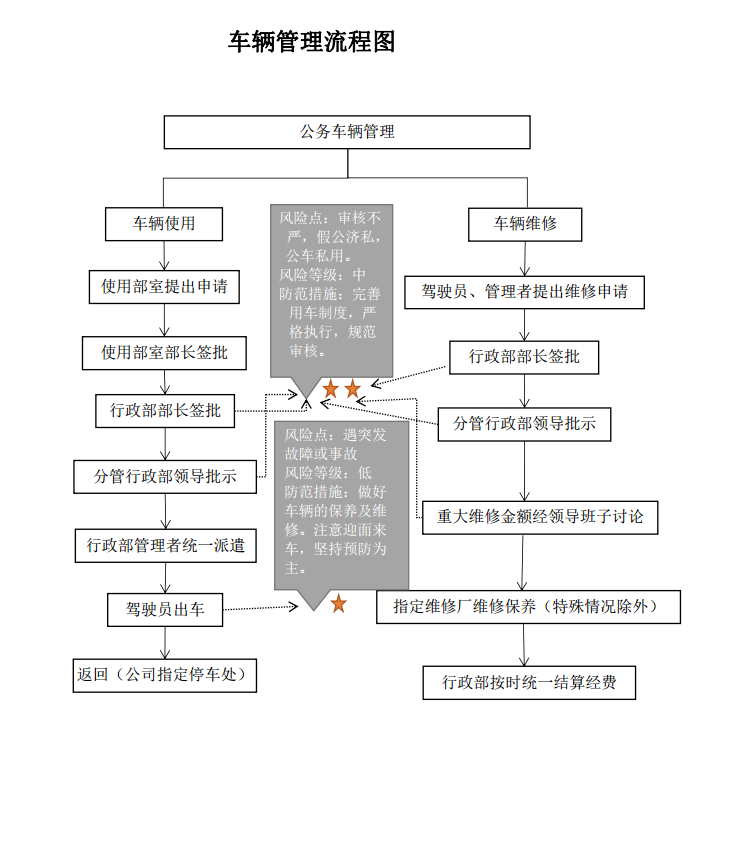 车辆管理流程图
公务车辆管理
车辆使用
使用部室提出申请
使用部室部长签批
行政部部长签批
分管行政部领导批示
行政部管理者统一派遣
驾驶员出车
返回（公司指定停车处）
风险点：审核不
严，假公济私，
公车私用。
风险等级：中
防范措施：完善
用车制度，严
格执行，规范
审核。
风险点：遇突发
故障或事故
风险等级：低
防范措施：做好
车辆的保养及维
修。注意迎面来
车，坚持预防为
主。
车辆维修
驾驶员、管理者提出维修申请
行政部部长签批
分管行政部领导批示
重大维修金额经领导班子讨论
指定维修厂维修保养（特殊情况除外）
行政部按时统一结算经费